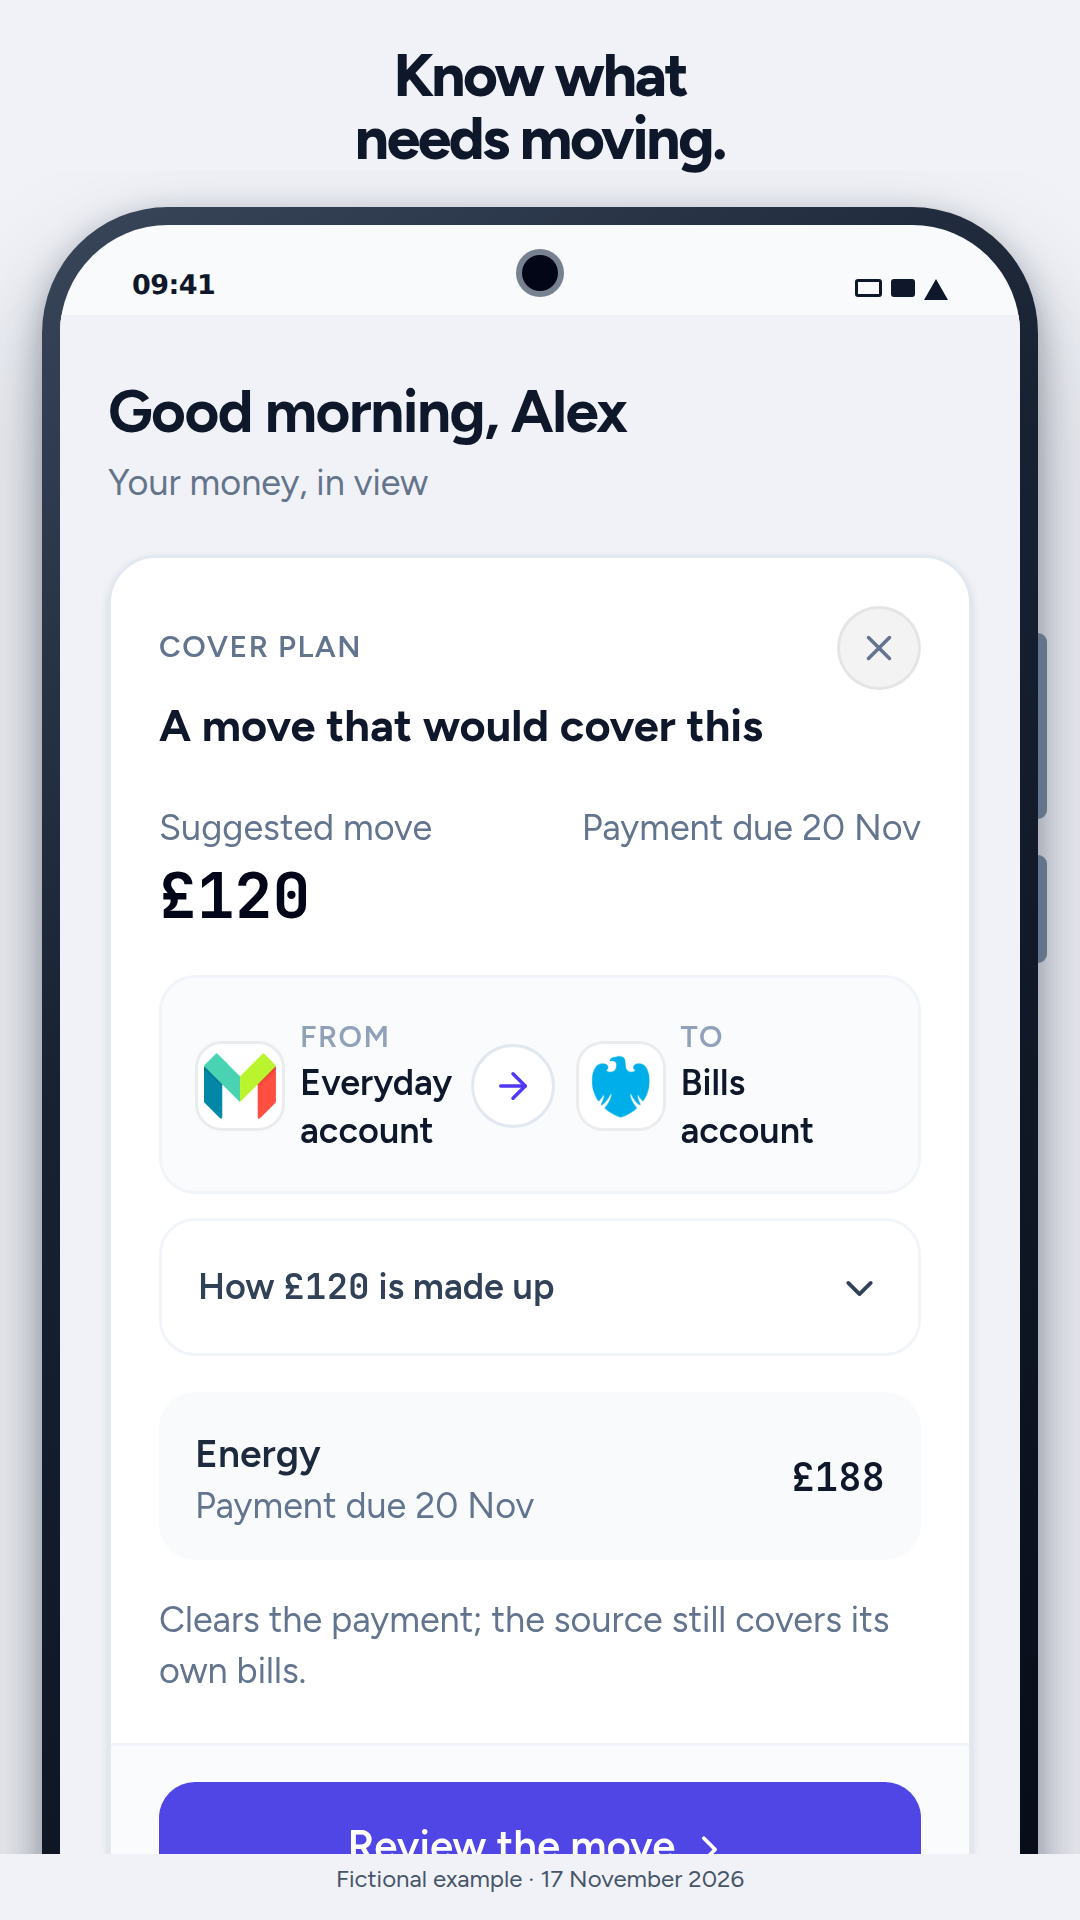 Know what
needs moving.
09:41
Good morning, Alex
Your money, in view
COVER PLAN
A move that would cover this
Suggested move
Payment due 20 Nov
£120
FROM
Everyday
account
TO
Bills
account
How £120 is made up
Energy
Payment due 20 Nov
£188
Clears the payment; the source still covers its
own bills.
Review the move
Fictional example · 17 November 2026